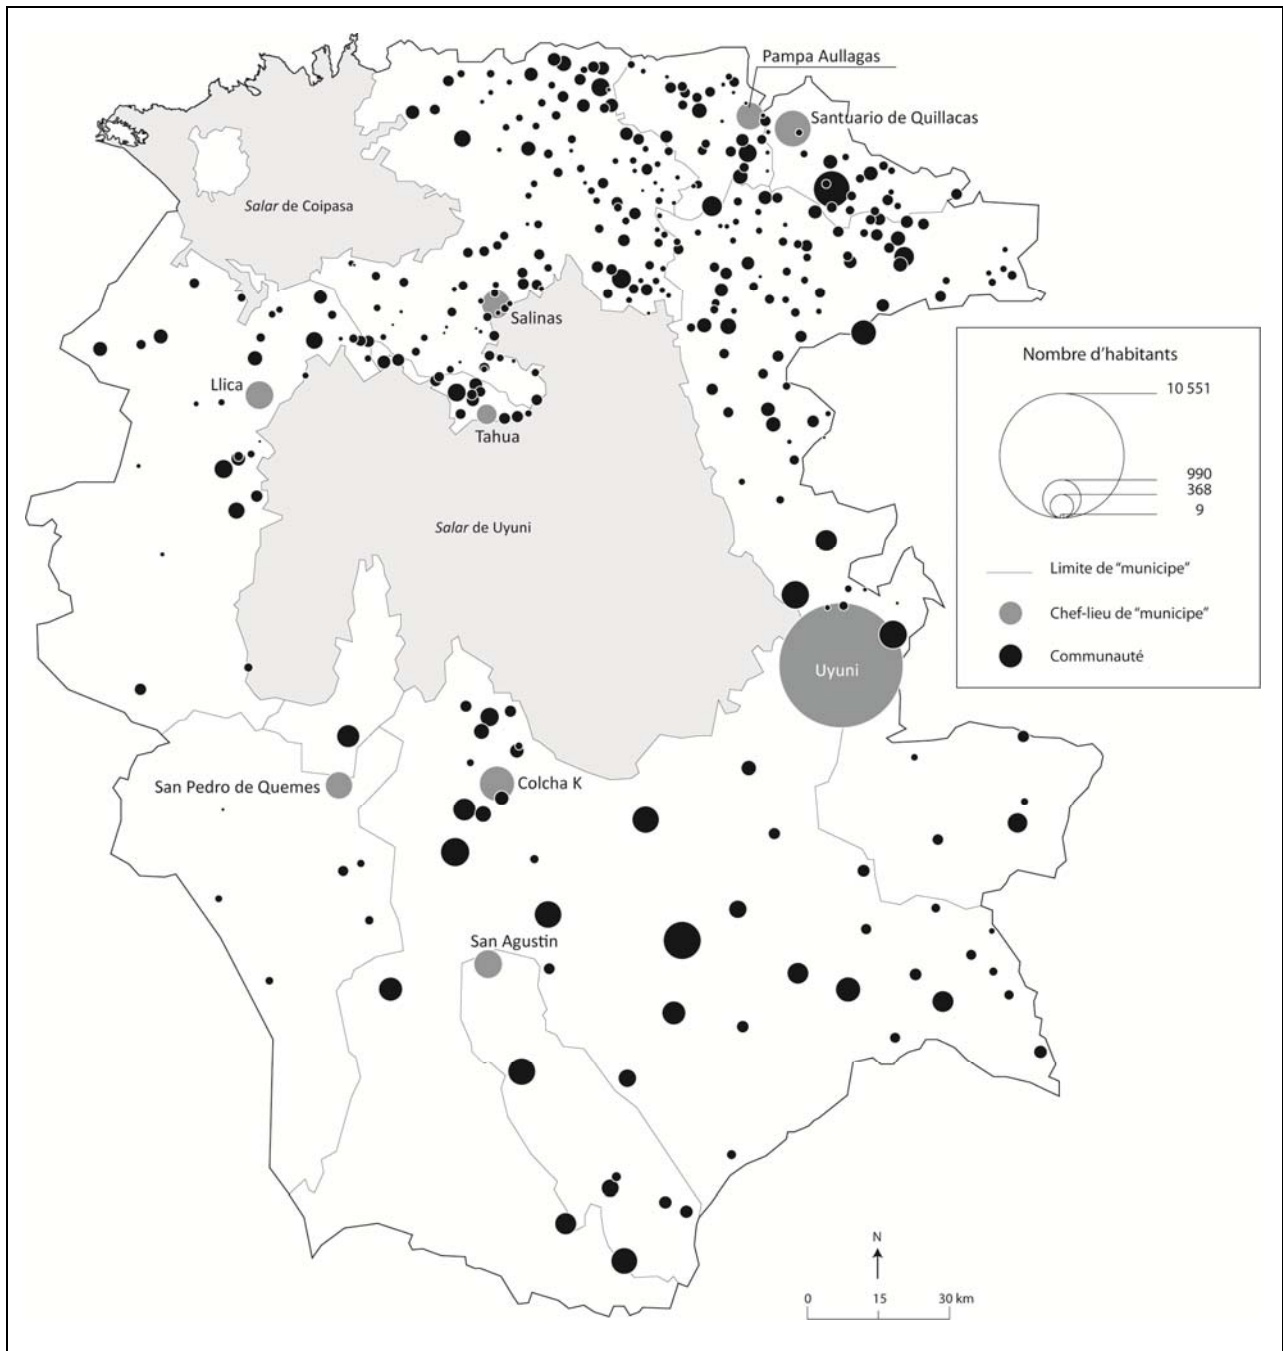 Pampa Aullagas
Santuario de Quillacas
Salar de Coipasa
Salinas
Llica
Tahua
Salar de Uyuni
Uyuni
San Pedro de Quemes
Colcha K
San Agustin
Nombre d'habitants
10 551
990
368
9
Limite de "municipe"
Chef-lieu de "municipe"
Communauté
N
0 15 30 km